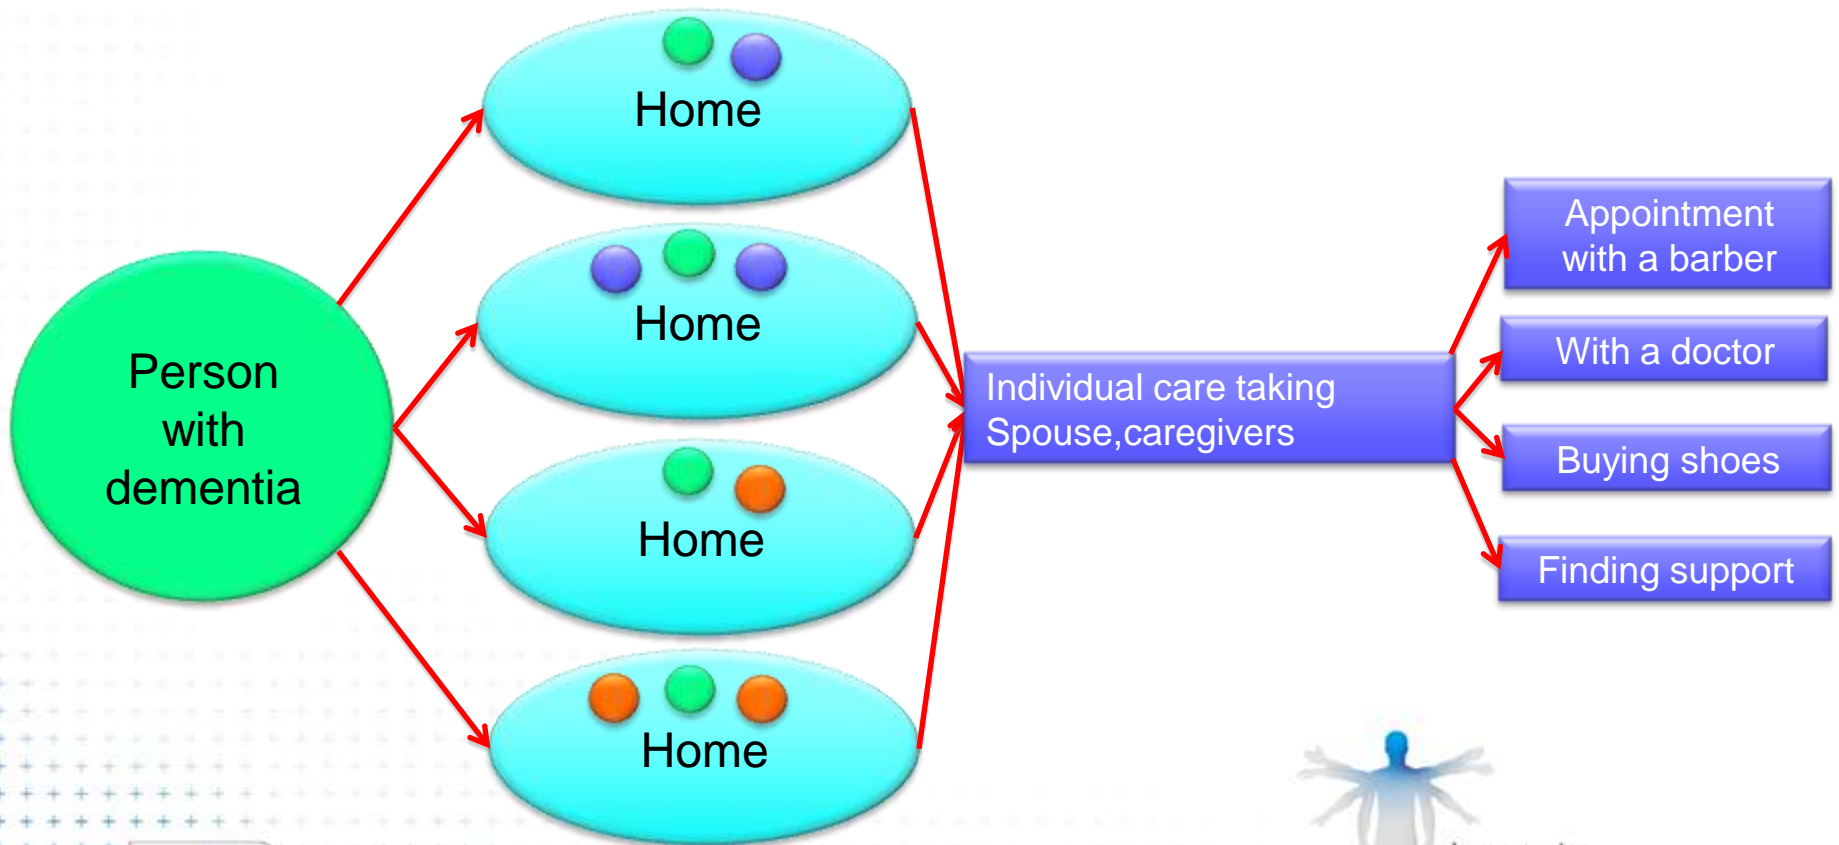 Person
with
dementia
Home
Home
Home
Home
Individual care taking
Spouse,caregivers
Appointment
with a barber
With a doctor
Buying shoes
Finding support